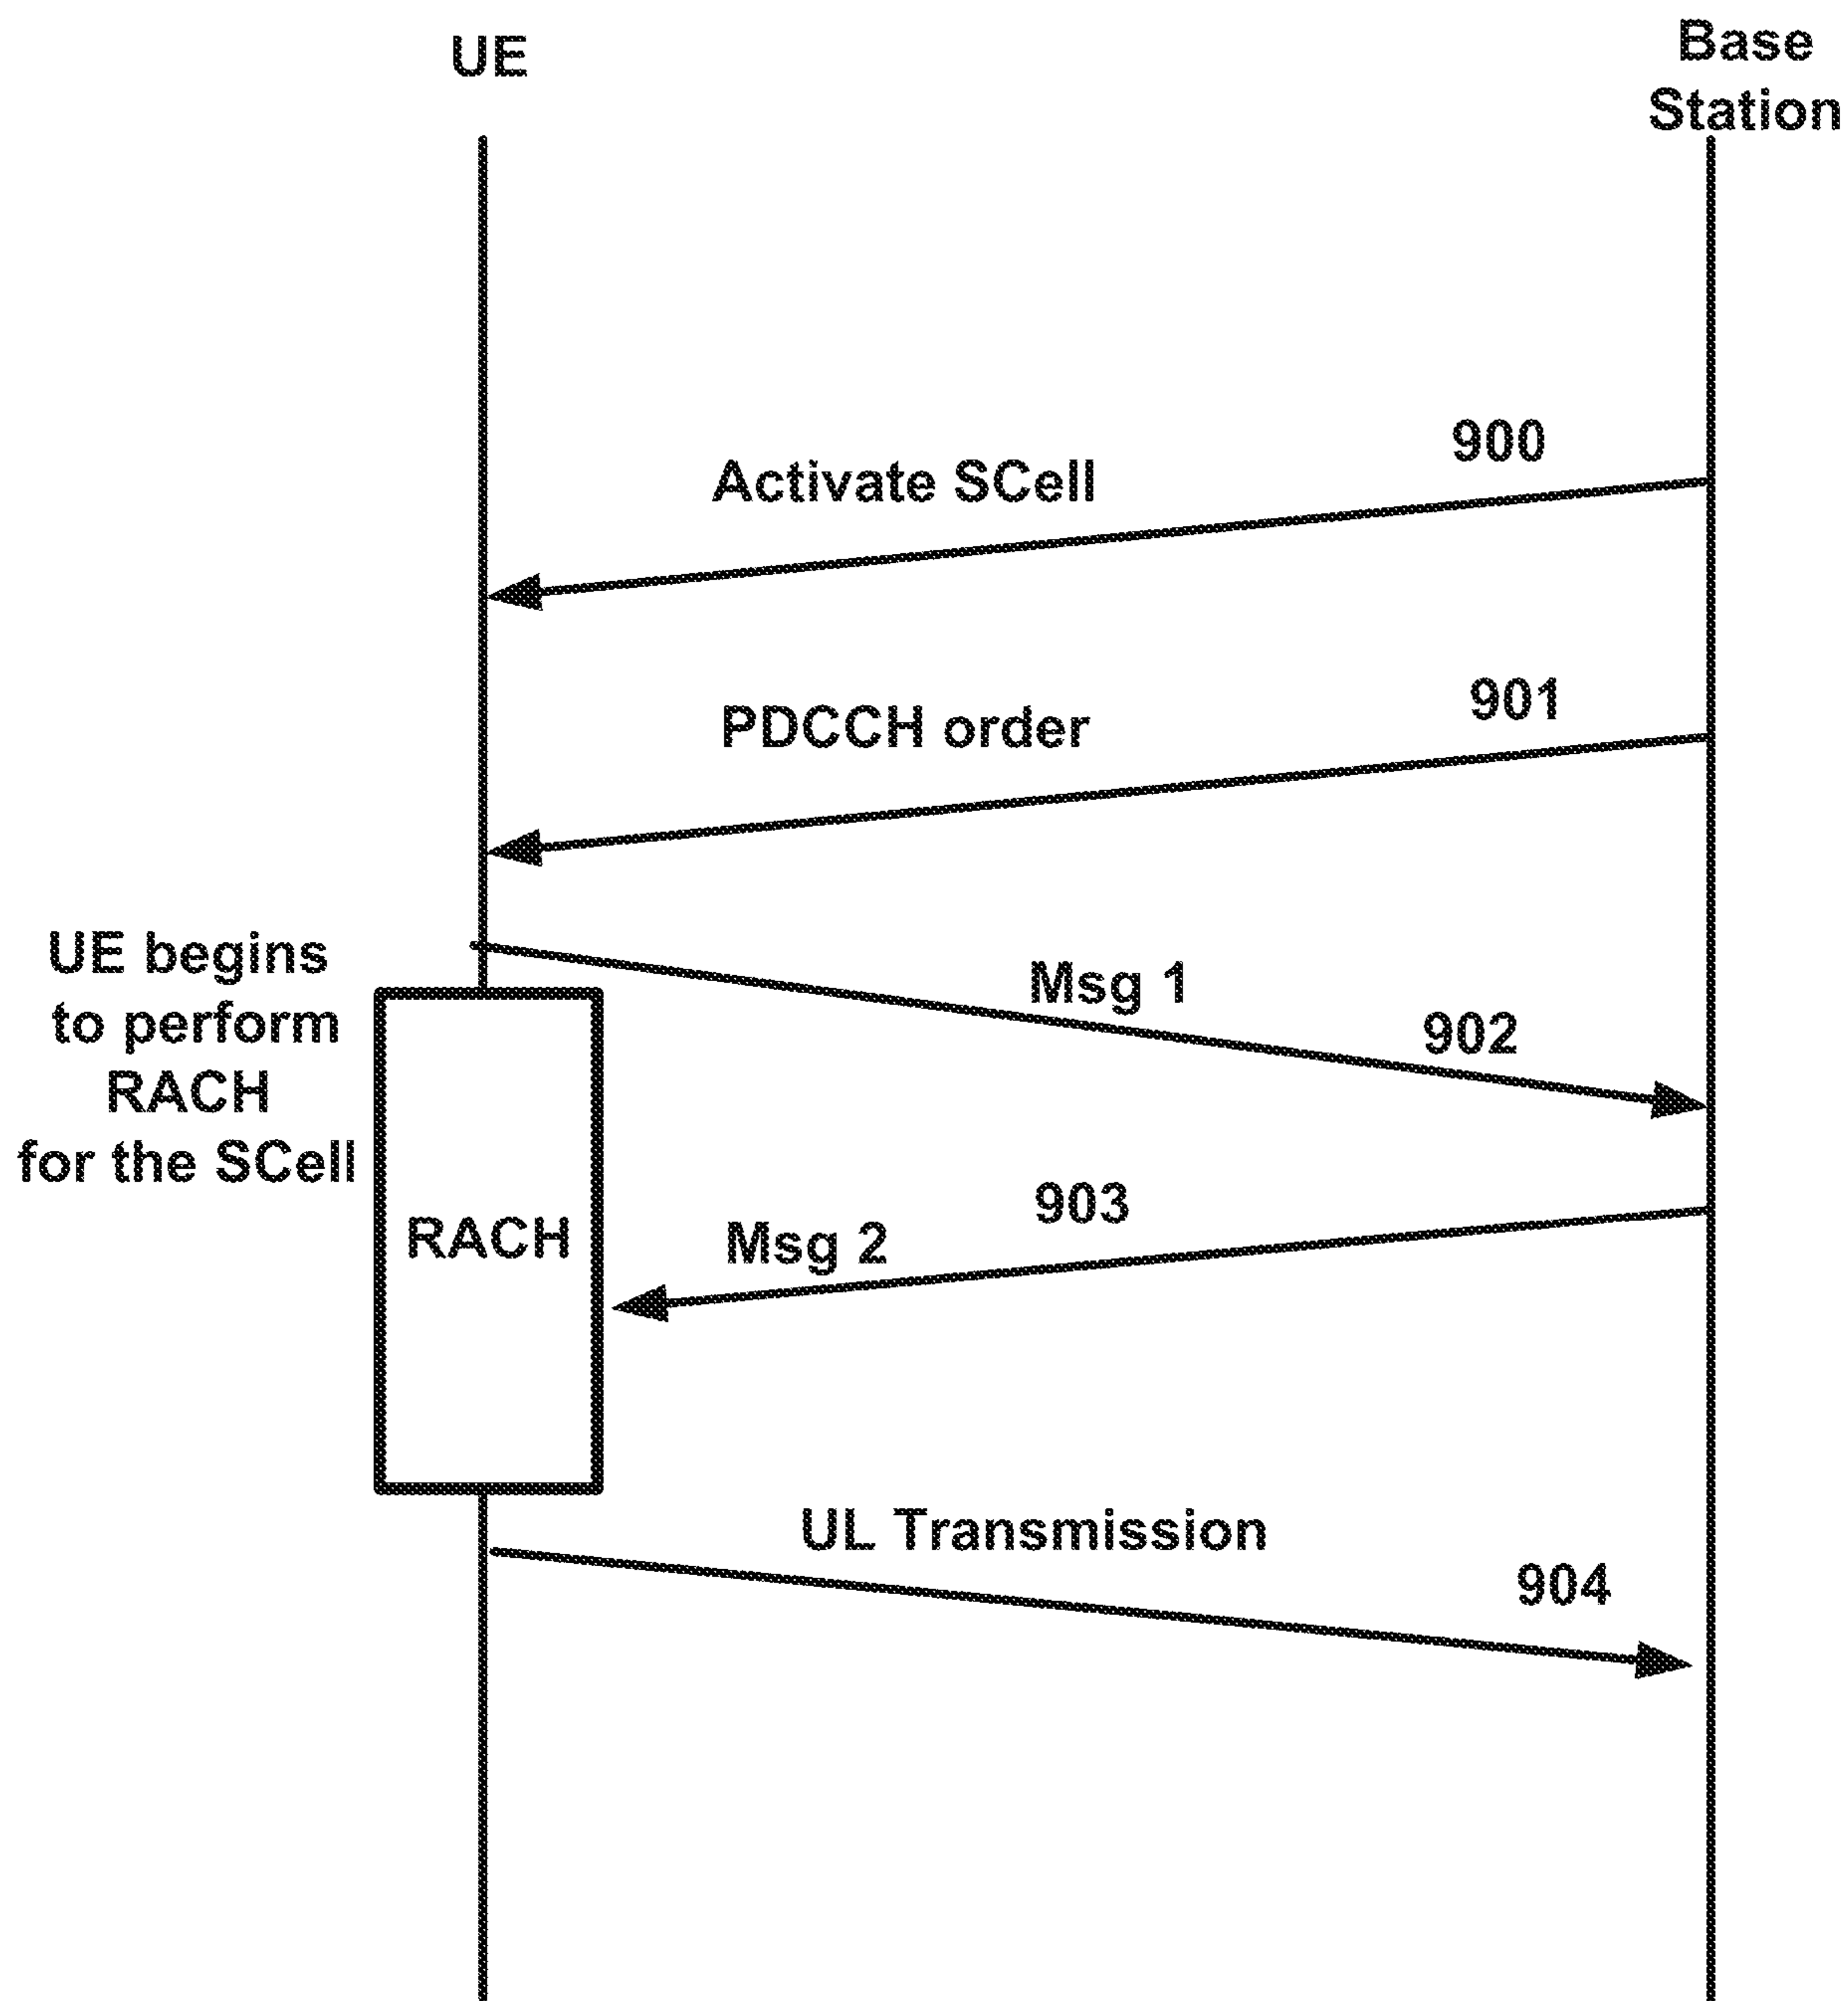 UE
Base
Station
900
Activate SCell
901
PDCCH order
UE begins
to perform
RACH
for the SCell
Msg 1
902
903
Msg 2
RACH
UL Transmission
904